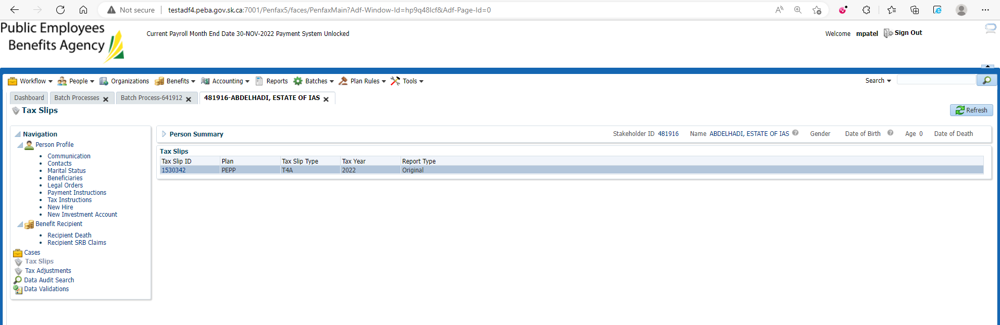 Not secure testadf4.peba.gov.sk.ca:7001/Penfax5/faces/PenfaxMain?Adf-Window-Id=hp9q48lcf&Adf-Page-Id=0
Public Employees
Benefits Agency
Current Payroll Month End Date 30-NOV-2022 Payment System Unlocked
Welcome mpatel Sign Out
Workflow People Organizations Benefits Accounting Reports Batches Plan Rules Tools Search
Dashboard Batch Processes Batch Process-641912 481916-ABDELHADI, ESTATE OF IAS
Tax Slips
Refresh
Navigation
Person Profile
Communication
Contacts
Marital Status
Beneficiaries
Legal Orders
Payment Instructions
Tax Instructions
New Hire
New Investment Account
Benefit Recipient
Recipient Death
Recipient SRB Claims
Cases
Tax Slips
Tax Adjustments
Data Audit Search
Data Validations
Person Summary Stakeholder ID 481916 Name ABDELHADI, ESTATE OF IAS Gender Date of Birth Age 0 Date of Death
Tax Slips
Tax Slip ID Plan Tax Slip Type Tax Year Report Type
1530342 PEPP T4A 2022 Original